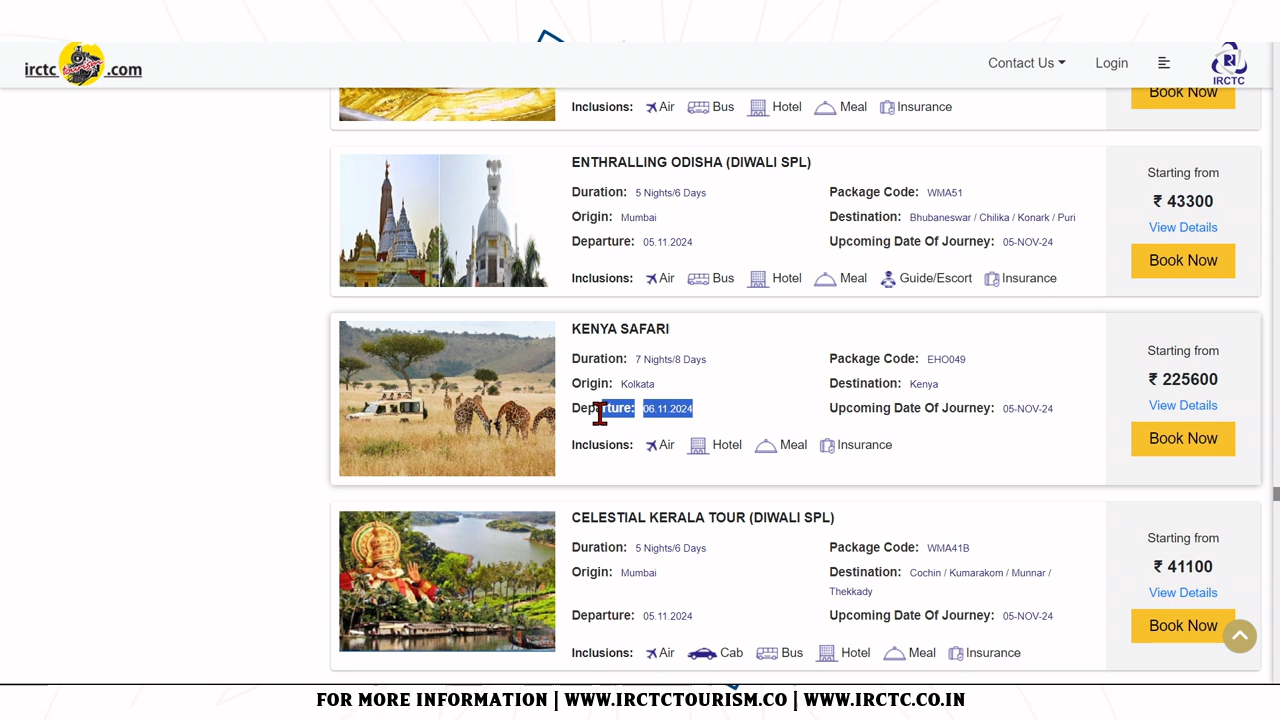 irctc tourism .com
Contact Us
Login
IRCTC
Inclusions: Air Bus Hotel Meal Insurance
Book Now
ENTHRALLING ODISHA (DIWALI SPL)
Duration: 5 Nights/6 Days
Package Code: WMA51
Origin: Mumbai
Destination: Bhubaneswar / Chilika / Konark / Puri
Departure: 05.11.2024
Upcoming Date Of Journey: 05-NOV-24
Inclusions: Air Bus Hotel Meal Guide/Escort Insurance
Starting from
₹ 43300
View Details
Book Now
KENYA SAFARI
Duration: 7 Nights/8 Days
Package Code: EHO049
Origin: Kolkata
Destination: Kenya
Departure: 06.11.2024
Upcoming Date Of Journey: 05-NOV-24
Inclusions: Air Hotel Meal Insurance
Starting from
₹ 225600
View Details
Book Now
CELESTIAL KERALA TOUR (DIWALI SPL)
Duration: 5 Nights/6 Days
Package Code: WMA41B
Origin: Mumbai
Destination: Cochin / Kumarakom / Munnar /
Thekkady
Departure: 05.11.2024
Upcoming Date Of Journey: 05-NOV-24
Inclusions: Air Cab Bus Hotel Meal Insurance
Starting from
₹ 41100
View Details
Book Now
FOR MORE INFORMATION | WWW.IRCTCTOURISM.CO | WWW.IRCTC.CO.IN